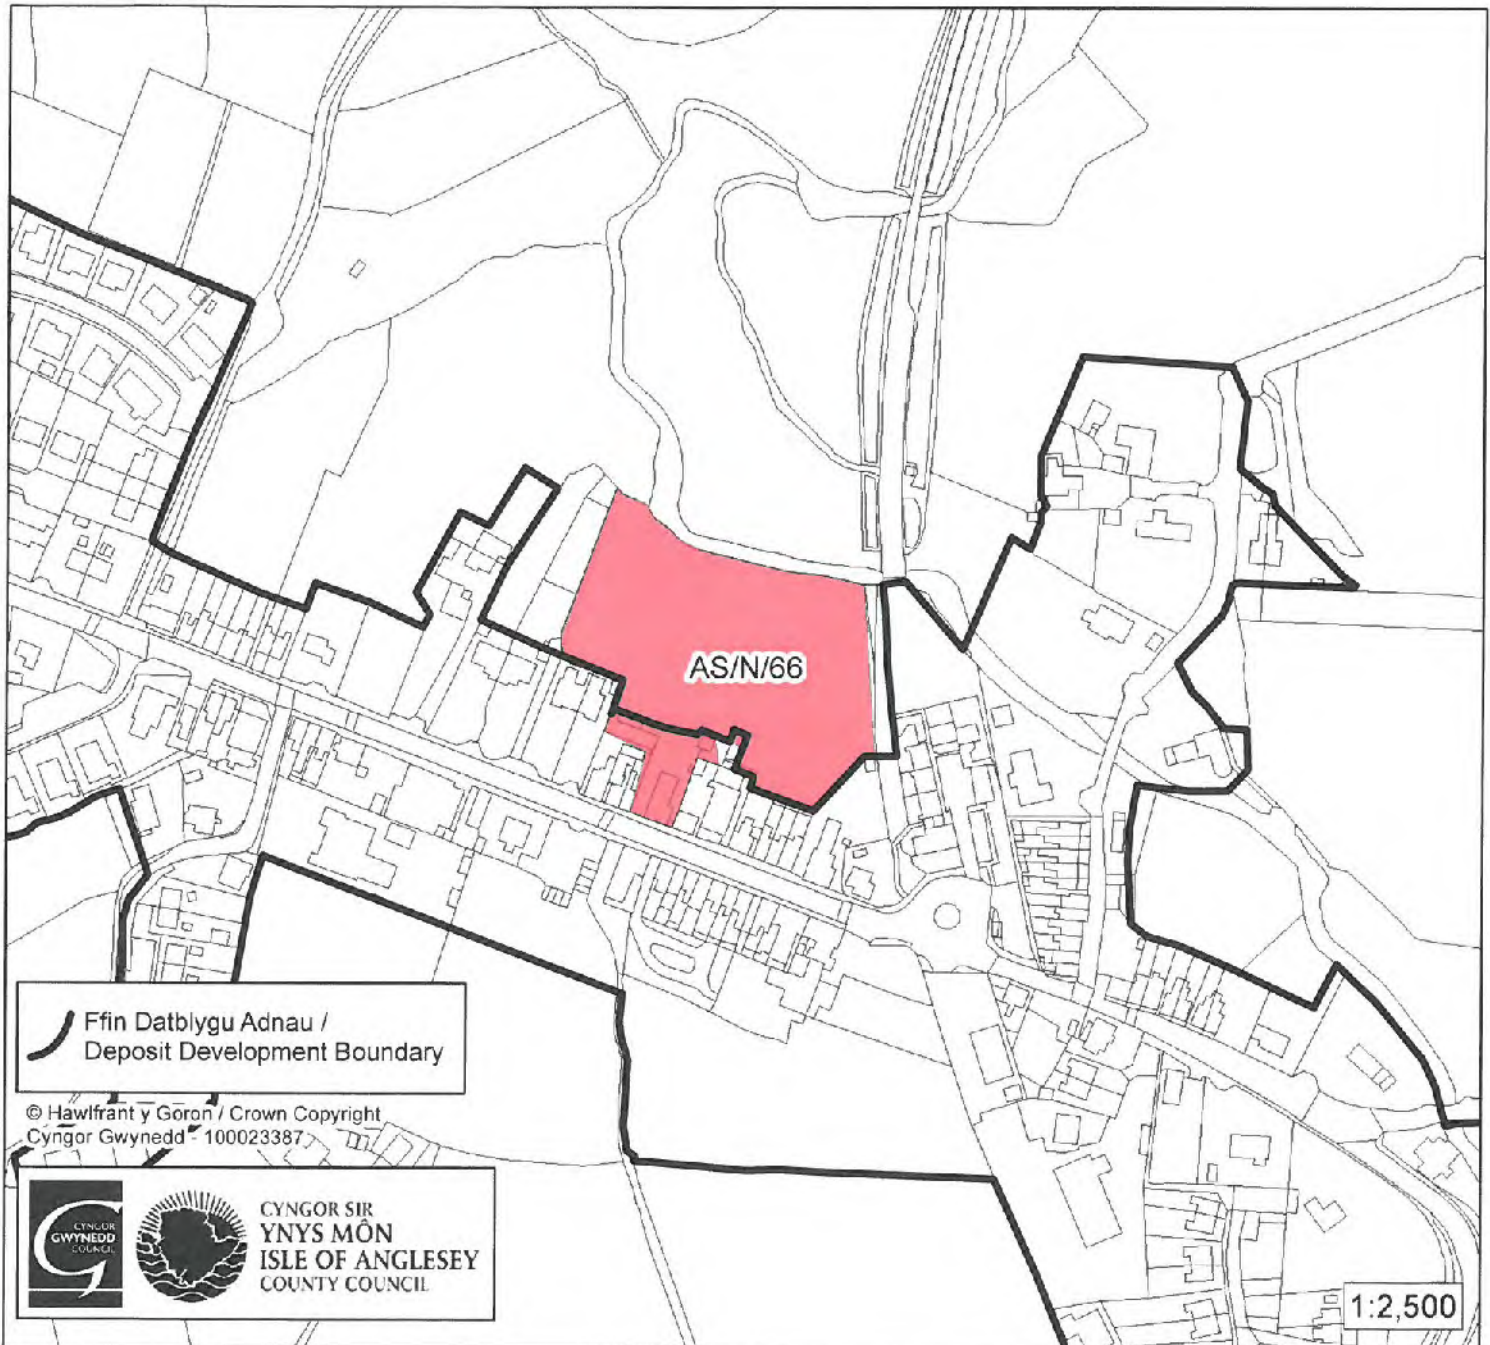 AS/N/66
Ffin Datblygu Adnau /
Deposit Development Boundary
© Hawlfraint y Goron / Crown Copyright
Cyngor Gwynedd - 100023387
CYNGOR
GWYNEDD
COUNCIL
CYNGOR SIR
YNYS MÔN
ISLE OF ANGLESEY
COUNTY COUNCIL
1:2,500